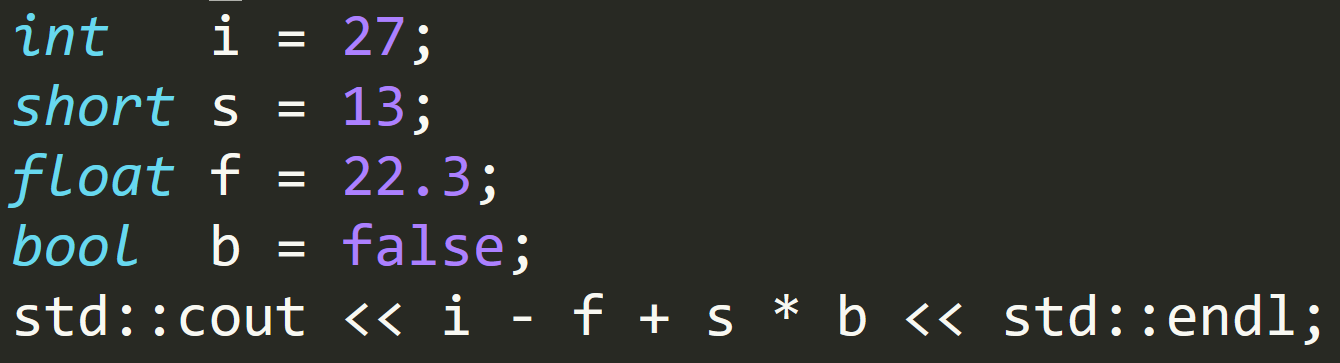 int   i = 27;
short s = 13;
float f = 22.3;
bool  b = false;
std::cout << i - f + s * b << std::endl;